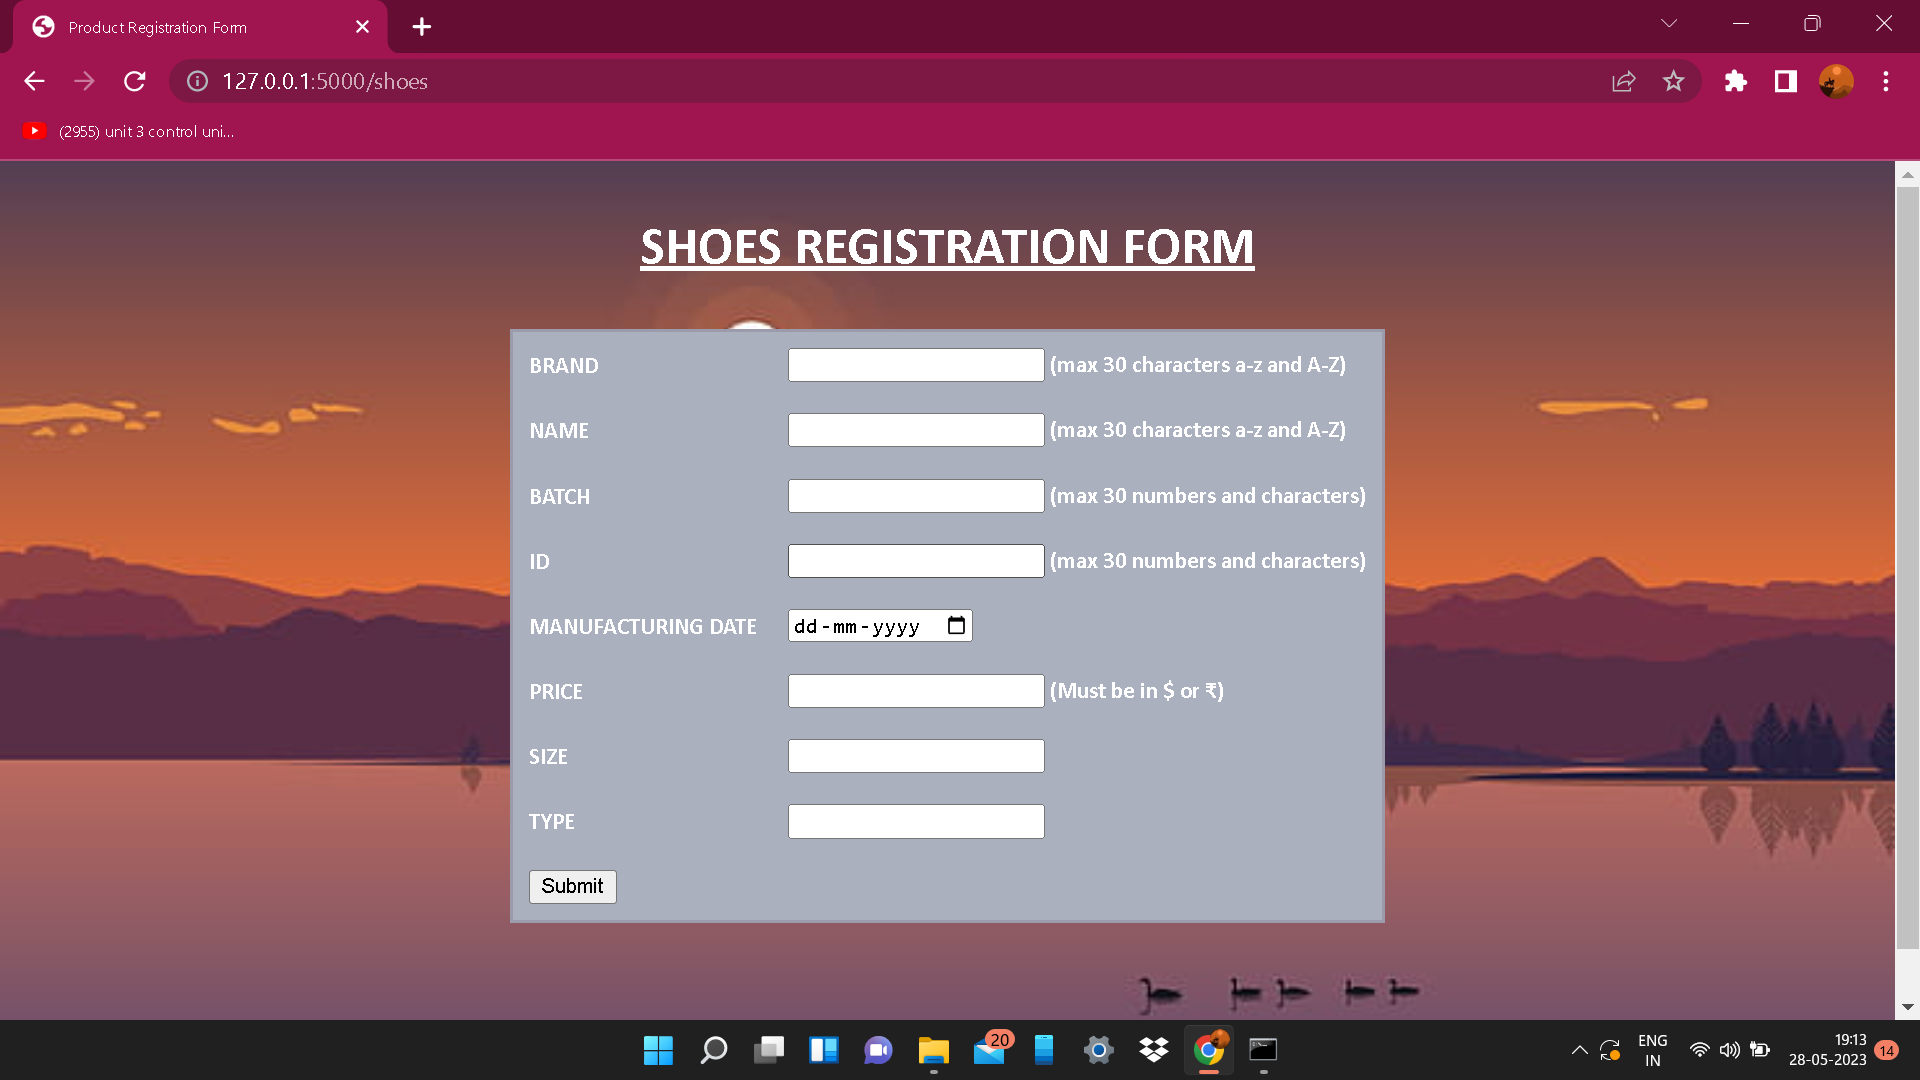 Product Registration Form
127.0.0.1:5000/shoes
(2955) unit 3 control uni...
SHOES REGISTRATION FORM
BRAND (max 30 characters a-z and A-Z)
NAME (max 30 characters a-z and A-Z)
BATCH (max 30 numbers and characters)
ID (max 30 numbers and characters)
MANUFACTURING DATE dd-mm-yyyy
PRICE (Must be in $ or ₹)
SIZE
TYPE
Submit
20
ENG
IN
19:13
28-05-2023
14